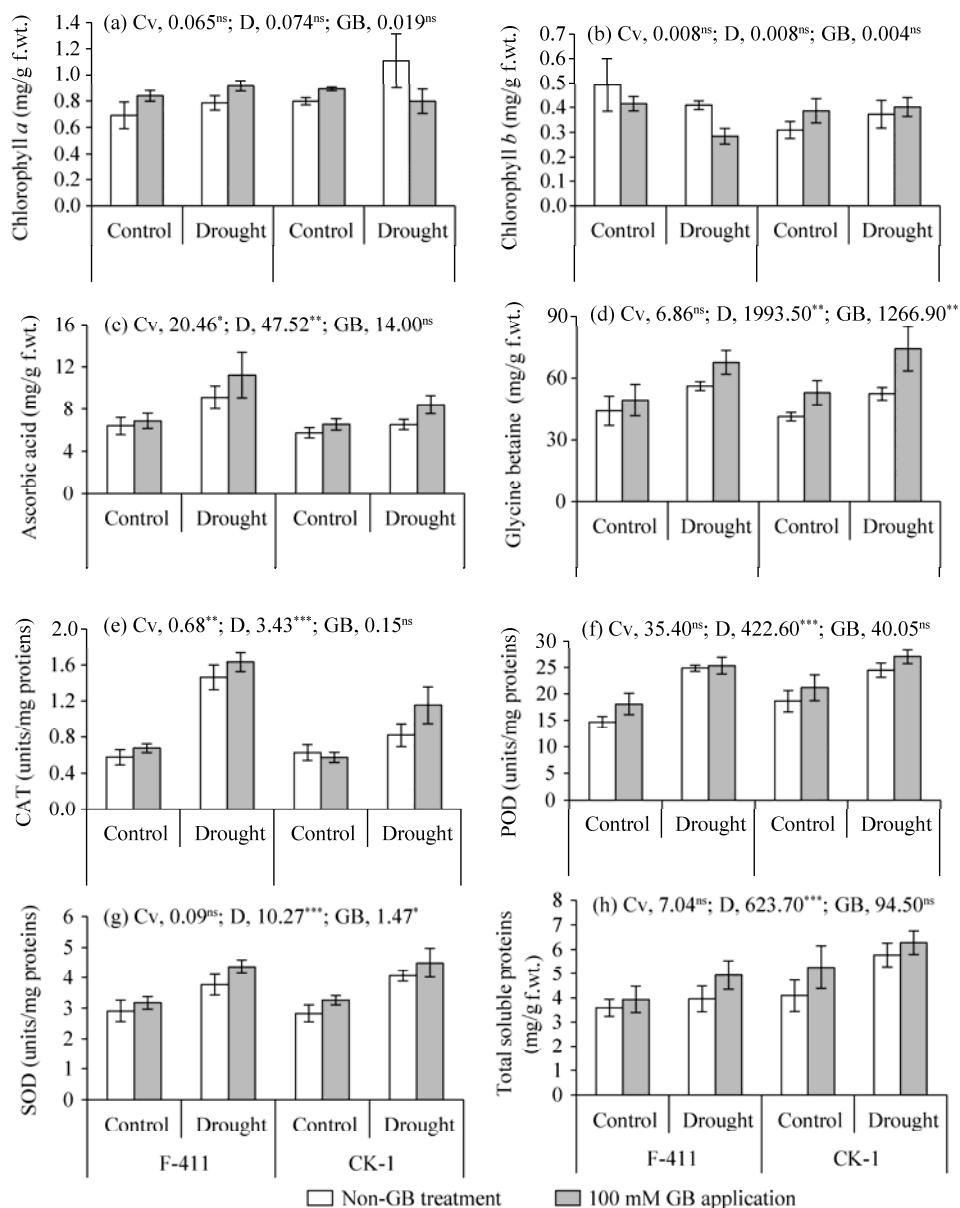 (a) Cv, 0.065ns; D, 0.074ns; GB, 0.019ns
Chlorophyll a (mg/g f.wt.)
1.4
1.2
1.0
0.8
0.6
0.4
0.2
0.0
Control Drought Control Drought
(b) Cv, 0.008ns; D, 0.008ns; GB, 0.004ns
Chlorophyll b (mg/g f.wt.)
0.7
0.6
0.5
0.4
0.3
0.2
0.1
0.0
Control Drought Control Drought
(c) Cv, 20.46*; D, 47.52**; GB, 14.00ns
Ascorbic acid (mg/g f.wt.)
16
12
8
6
3
0
Control Drought Control Drought
(d) Cv, 6.86ns; D, 1993.50**; GB, 1266.90**
Glycine betaine (mg/g f.wt.)
90
60
30
00
Control Drought Control Drought
(e) Cv, 0.68**; D, 3.43***; GB, 0.15ns
CAT (units/mg protiens)
2.0
1.6
1.2
0.8
0.4
0.0
Control Drought Control Drought
(f) Cv, 35.40ns; D, 422.60***; GB, 40.05ns
POD (units/mg proteins)
30
25
20
15
10
5
0
Control Drought Control Drought
(g) Cv, 0.09ns; D, 10.27***; GB, 1.47*
SOD (units/mg proteins)
6
5
4
3
2
1
0
Control Drought Control Drought
F-411 CK-1
(h) Cv, 7.04ns; D, 623.70***; GB, 94.50ns
Total soluble proteins
(mg/g f.wt.)
7
8
6
5
4
3
2
1
0
Control Drought Control Drought
F-411 CK-1
Non-GB treatment 100 mM GB application